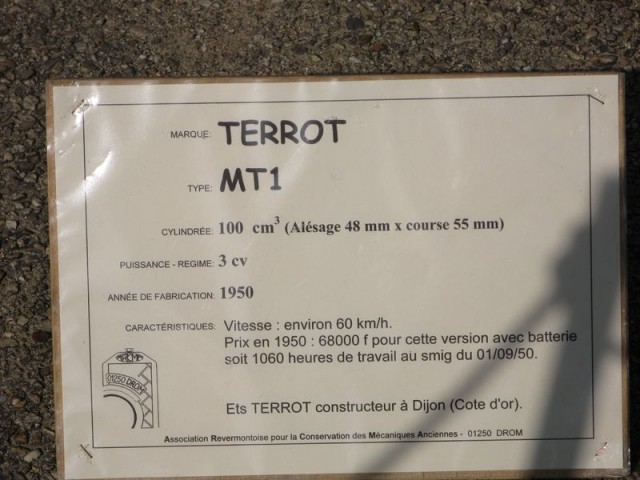 MARQUE: TERROT
TYPE: MT1
CYLINDRÉE: 100 cm³ (Alésage 48 mm x course 55 mm)
PUISSANCE - REGIME: 3 cv
ANNÉE DE FABRICATION: 1950
CARACTÉRISTIQUES: Vitesse : environ 60 km/h.
Prix en 1950 : 68000 f pour cette version avec batterie
soit 1060 heures de travail au smig du 01/09/50.
01250 DROM
Ets TERROT constructeur à Dijon (Cote d'or).
Association Revermontoise pour la Conservation des Mécaniques Anciennes - 01250 DROM